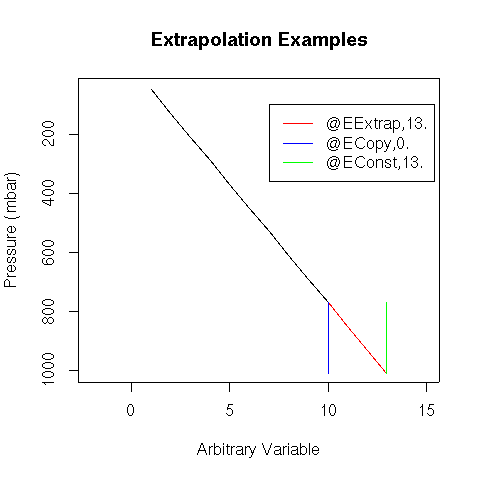 Extrapolation Examples
@EExtrap,13.
@ECopy,0.
@EConst,13.
Pressure (mbar)
200
400
600
800
1000
0 5 10 15
Arbitrary Variable